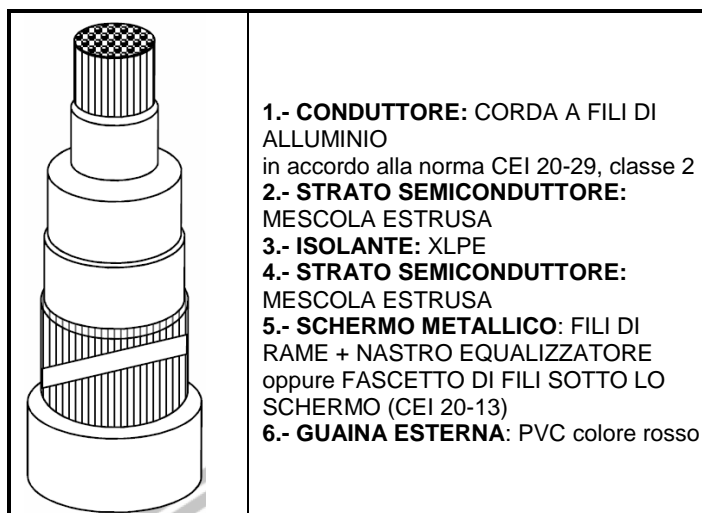 1.- CONDUTTORE: CORDA A FILI DI
ALLUMINIO
in accordo alla norma CEI 20-29, classe 2
2.- STRATO SEMICONDUTTORE:
MESCOLA ESTRUSA
3.- ISOLANTE: XLPE
4.- STRATO SEMICONDUTTORE:
MESCOLA ESTRUSA
5.- SCHERMO METALLICO: FILI DI
RAME + NASTRO EQUALIZZATORE
oppure FASCETTO DI FILI SOTTO LO
SCHERMO (CEI 20-13)
6.- GUAINA ESTERNA: PVC colore rosso